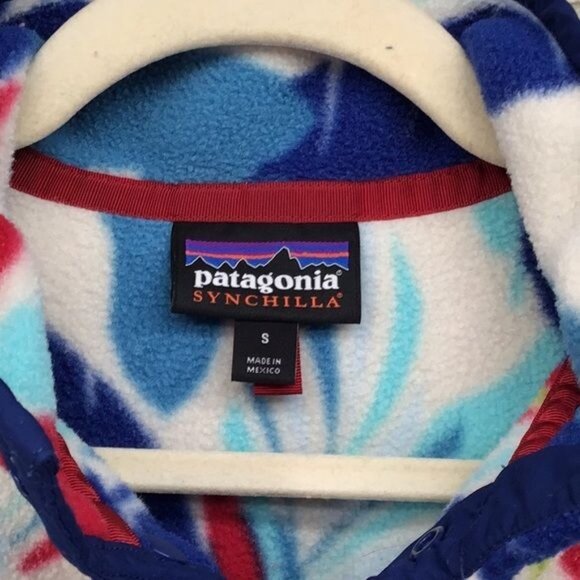 patagonia®
SYNCHILLA®
S
MADE IN
MEXICO